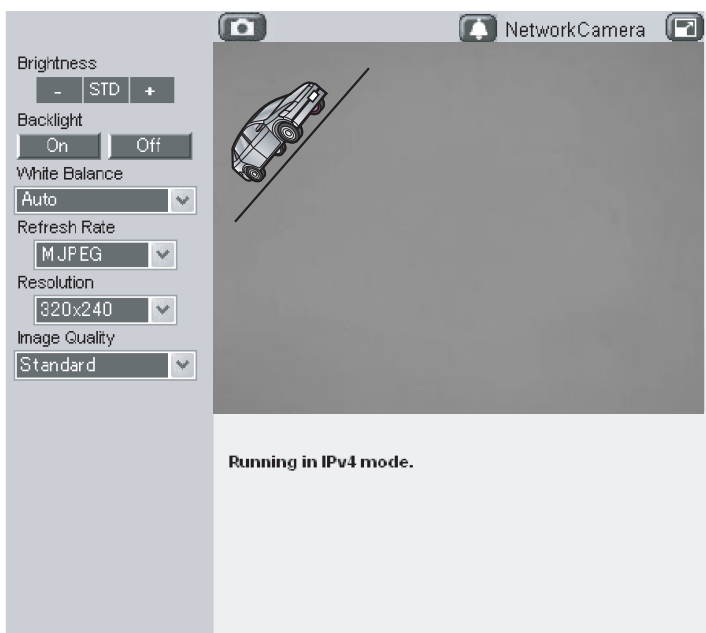 NetworkCamera
Brightness
- STD +
Backlight
On Off
White Balance
Auto
Refresh Rate
MJPEG
Resolution
320x240
Image Quality
Standard
Running in IPv4 mode.